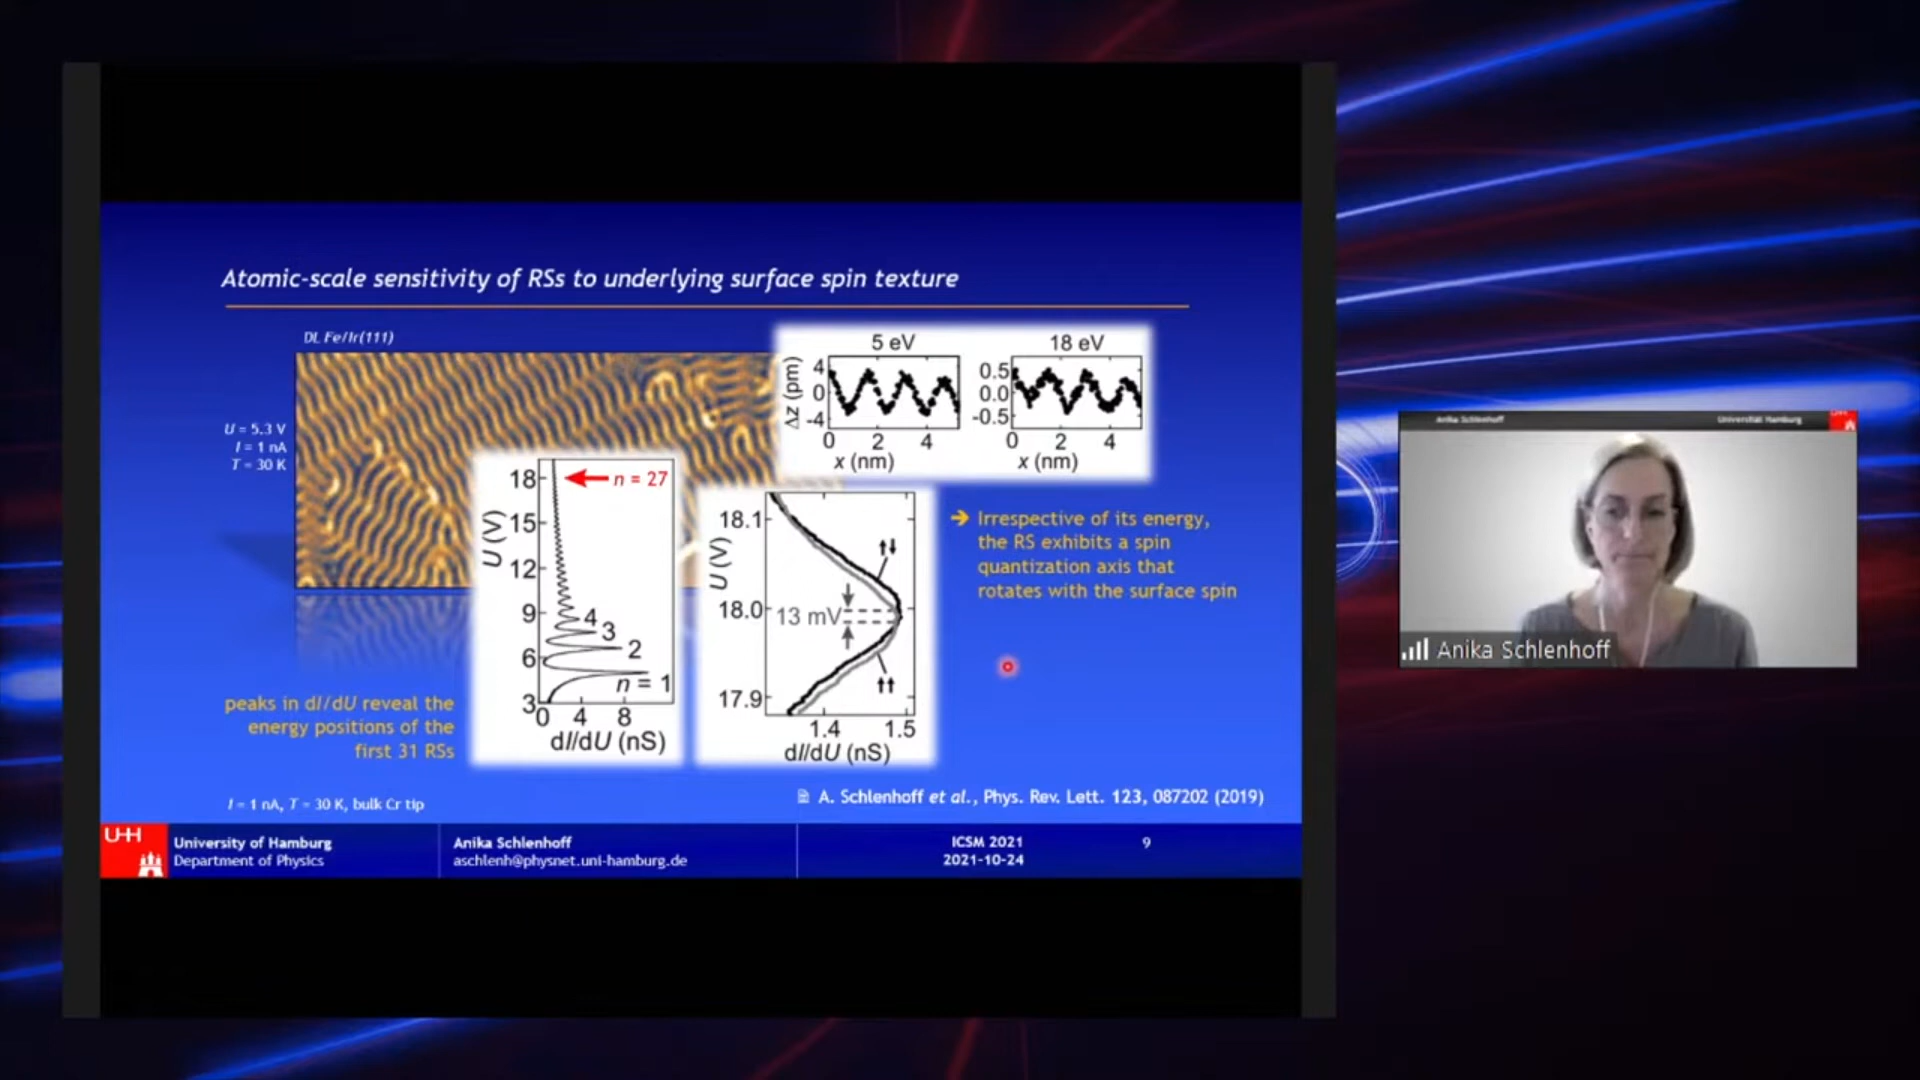 Atomic-scale sensitivity of RSs to underlying surface spin texture
DL Fe/Ir(111)
U = 5.3 V
I = 1 nA
T = 30 K
5 eV
Δz (pm)
4
0
-4
0 2 4
x (nm)
18 eV
0.5
0.0
-0.5
0 2 4
x (nm)
U (V)
18
15
12
9
6
3
n = 27
4
3
2
n = 1
0 4 8
dI/dU (nS)
U (V)
18.1
18.0
17.9
↑↓
13 mV
↑↑
1.4 1.5
dI/dU (nS)
➔ Irrespective of its energy,
the RS exhibits a spin
quantization axis that
rotates with the surface spin
peaks in dI/dU reveal the
energy positions of the
first 31 RSs
I = 1 nA, T = 30 K, bulk Cr tip
A. Schlenhoff et al., Phys. Rev. Lett. 123, 087202 (2019)
UHH
University of Hamburg
Department of Physics
Anika Schlenhoff
aschlenh@physnet.uni-hamburg.de
ICSM 2021
2021-10-24
9
Anika Schlenhoff
Universität Hamburg
Anika Schlenhoff